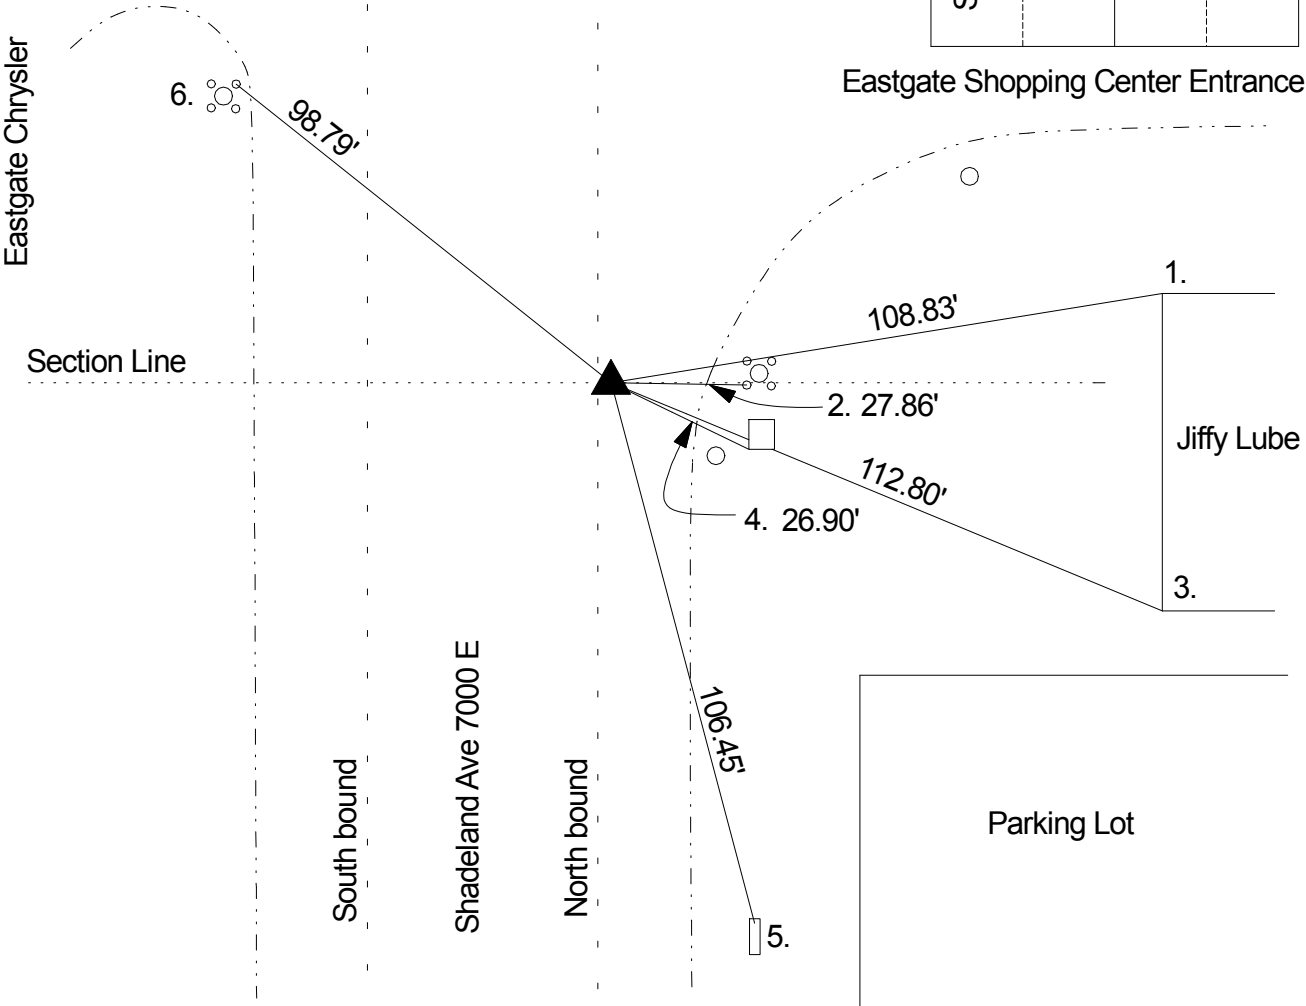 Eastgate Shopping Center Entrance
Eastgate Chrysler
6.
98.79'
1.
108.83'
Section Line
2. 27.86'
Jiffy Lube
112.80'
4. 26.90'
3.
106.45'
South bound
Shadeland Ave 7000 E
North bound
Parking Lot
5.